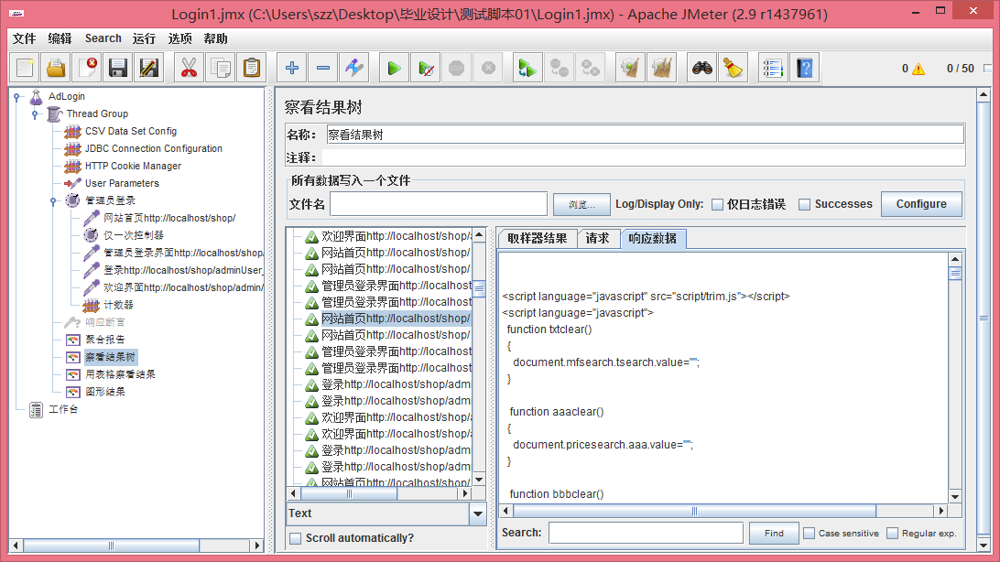 Login1.jmx (C:\Users\szz\Desktop\毕业设计\测试脚本01\Login1.jmx) - Apache JMeter (2.9 r1437961)
文件 编辑 Search 运行 选项 帮助
0 0 / 50
AdLogin
Thread Group
CSV Data Set Config
JDBC Connection Configuration
HTTP Cookie Manager
User Parameters
管理员登录
网站首页http://localhost/shop/
仅一次控制器
管理员登录界面http://localhost/shop
登录http://localhost/shop/adminUser_
欢迎界面http://localhost/shop/admin/
计数器
响应断言
聚合报告
察看结果树
用表格察看结果
图形结果
工作台
察看结果树
名称: 察看结果树
注释:
所有数据写入一个文件
文件名 浏览... Log/Display Only: 仅日志错误 Successes Configure
欢迎界面http://localhost/shop/a
网站首页http://localhost/shop/
网站首页http://localhost/shop/
管理员登录界面http://localhost
管理员登录界面http://localhost
网站首页http://localhost/shop/
网站首页http://localhost/shop/
管理员登录界面http://localhost
管理员登录界面http://localhost
登录http://localhost/shop/admi
登录http://localhost/shop/admi
欢迎界面http://localhost/shop/a
欢迎界面http://localhost/shop/a
登录http://localhost/shop/admi
登录http://localhost/shop/admi
网站首页http://localhost/shop/
Text
Scroll automatically?
取样器结果 请求 响应数据
<script language="javascript" src="script/trim.js"></script>
<script language="javascript">
function txtclear()
{
document.mfsearch.tsearch.value="";
}
function aaaclear()
{
document.pricesearch.aaa.value="";
}
function bbbclear()
Search: Find Case sensitive Regular exp.